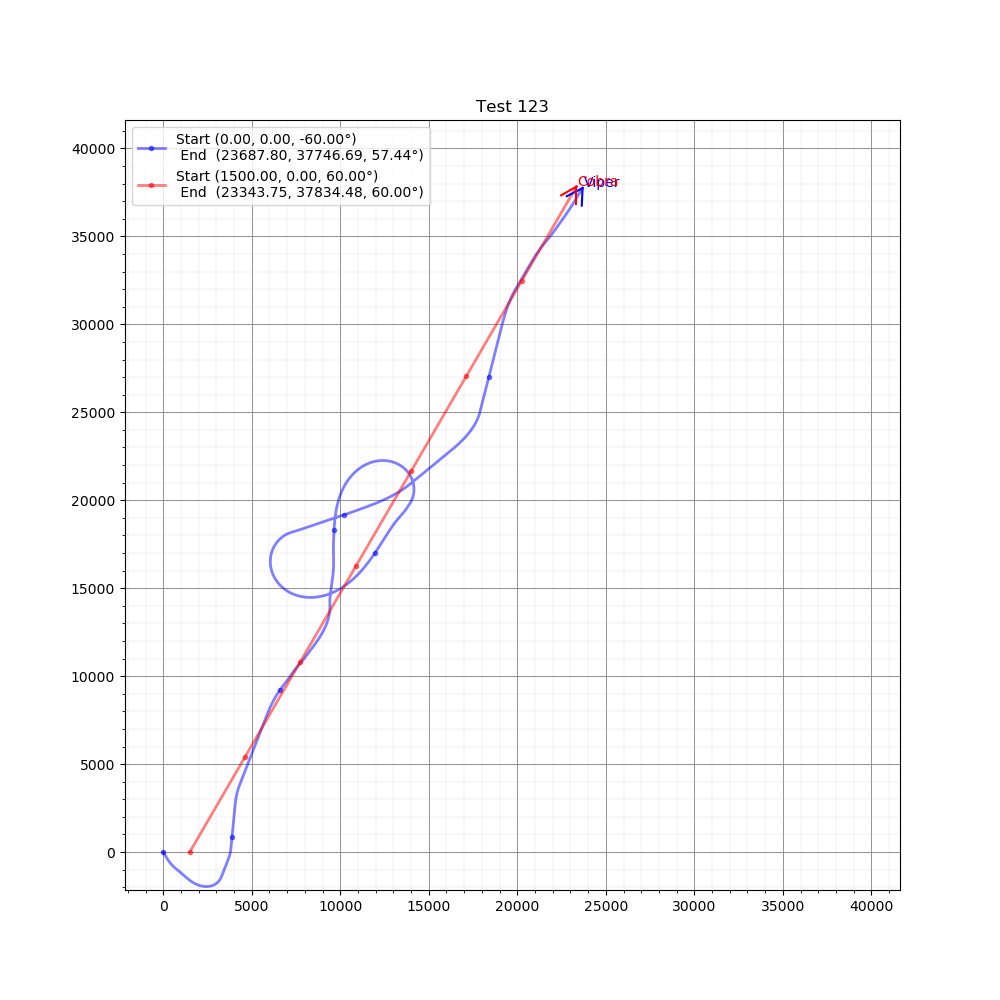 Test 123
Start (0.00, 0.00, -60.00°)
End (23687.80, 37746.69, 57.44°)
Start (1500.00, 0.00, 60.00°)
End (23343.75, 37834.48, 60.00°)
Cobra
Viper
40000
35000
30000
25000
20000
15000
10000
5000
0
0 5000 10000 15000 20000 25000 30000 35000 40000